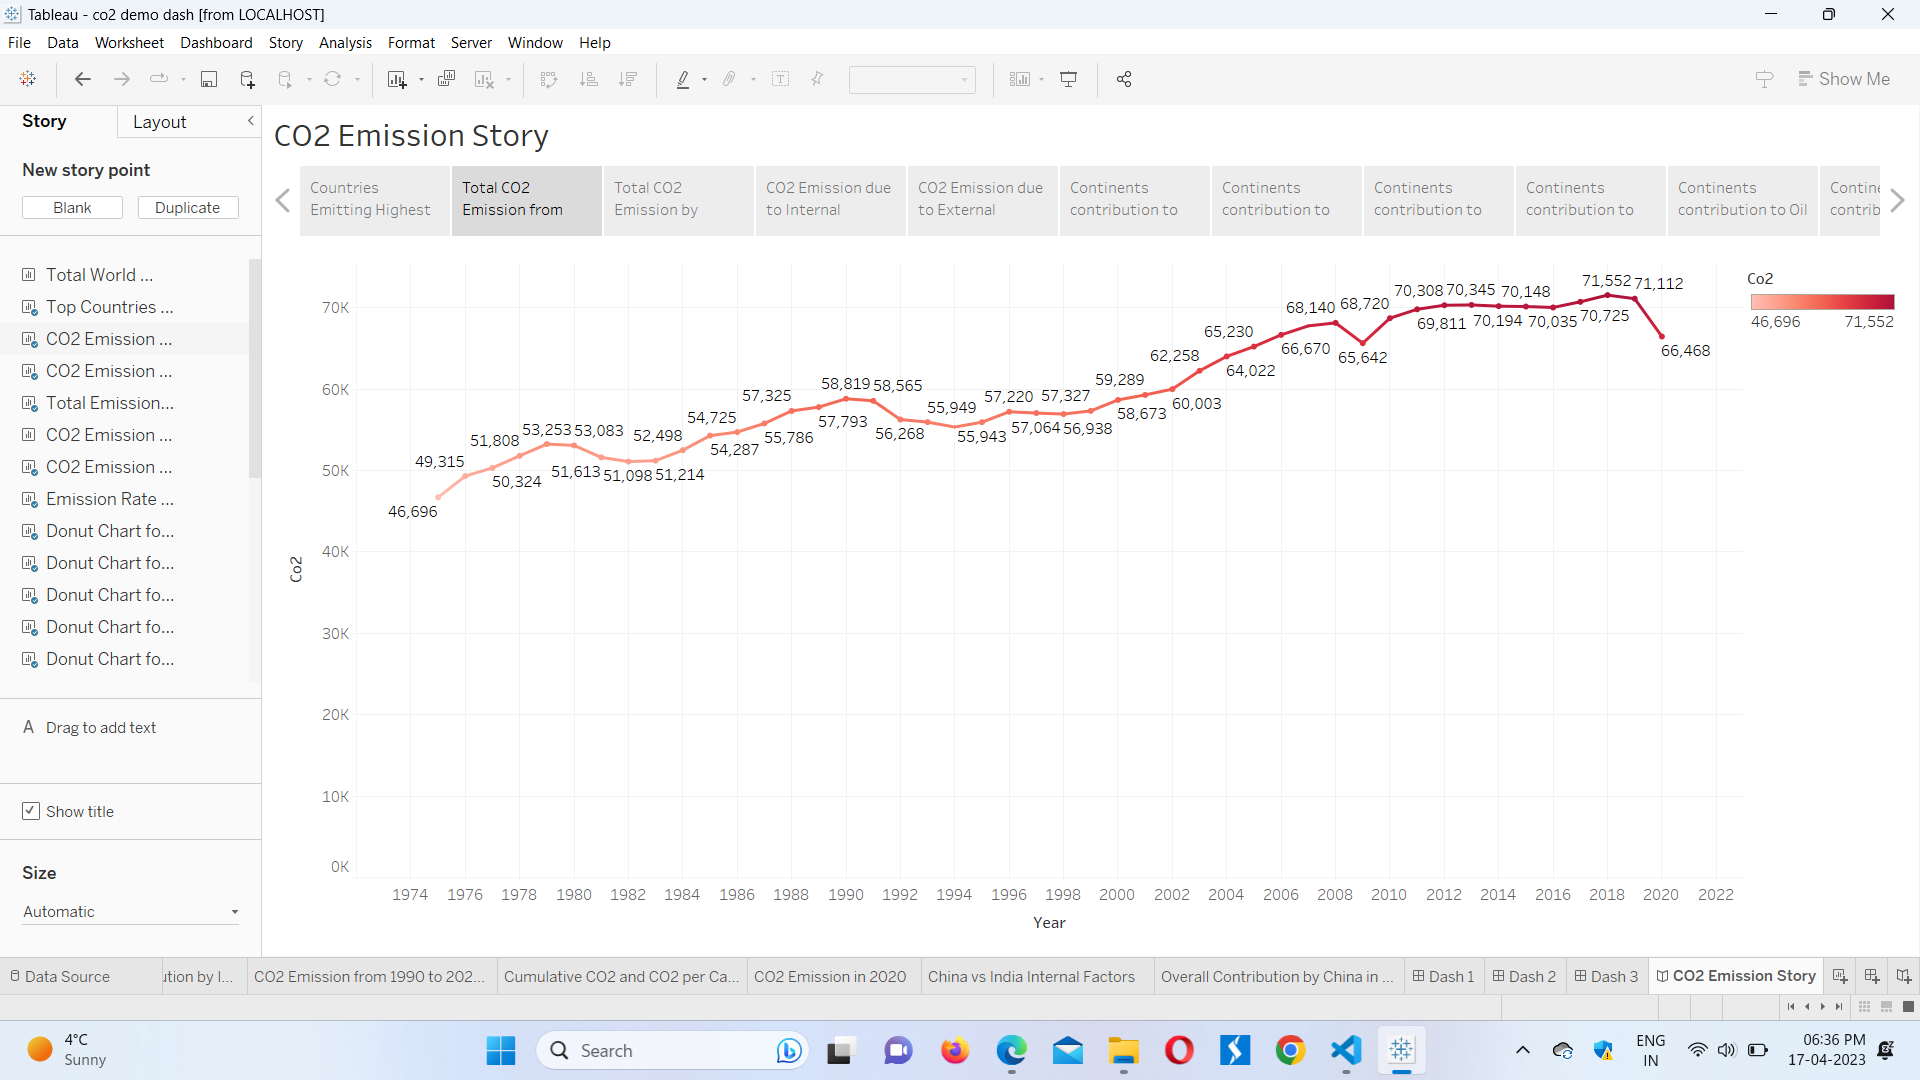 Tableau - co2 demo dash [from LOCALHOST]
File Data Worksheet Dashboard Story Analysis Format Server Window Help
Show Me
Story Layout
New story point
Blank Duplicate
Total World ...
Top Countries ...
CO2 Emission ...
CO2 Emission ...
Total Emission...
CO2 Emission ...
CO2 Emission ...
Emission Rate ...
Donut Chart fo...
Donut Chart fo...
Donut Chart fo...
Donut Chart fo...
Donut Chart fo...
A Drag to add text
Show title
Size
Automatic
CO2 Emission Story
Countries
Emitting Highest
Total CO2
Emission from
Total CO2
Emission by
CO2 Emission due
to Internal
CO2 Emission due
to External
Continents
contribution to
Continents
contribution to
Continents
contribution to
Continents
contribution to
Continents
contribution to Oil
Contine
contrib
Co2
46,696 71,552
70K
60K
50K
40K
30K
20K
10K
0K
Co2
46,696
49,315
50,324
51,808
53,253
53,083
51,613
51,098
51,214
52,498
54,287
54,725
55,786
57,325
57,793
58,819
58,565
56,268
55,949
55,943
57,220
57,064
56,938
57,327
58,673
59,289
60,003
62,258
64,022
65,230
66,670
68,140
65,642
68,720
69,811
70,308
70,345
70,194
70,148
70,035
70,725
71,552
71,112
66,468
1974 1976 1978 1980 1982 1984 1986 1988 1990 1992 1994 1996 1998 2000 2002 2004 2006 2008 2010 2012 2014 2016 2018 2020 2022
Year
Data Source ution by I... CO2 Emission from 1990 to 202... Cumulative CO2 and CO2 per Ca... CO2 Emission in 2020 China vs India Internal Factors Overall Contribution by China in ... Dash 1 Dash 2 Dash 3 CO2 Emission Story
4°C
Sunny
Search
ENG
IN
06:36 PM
17-04-2023